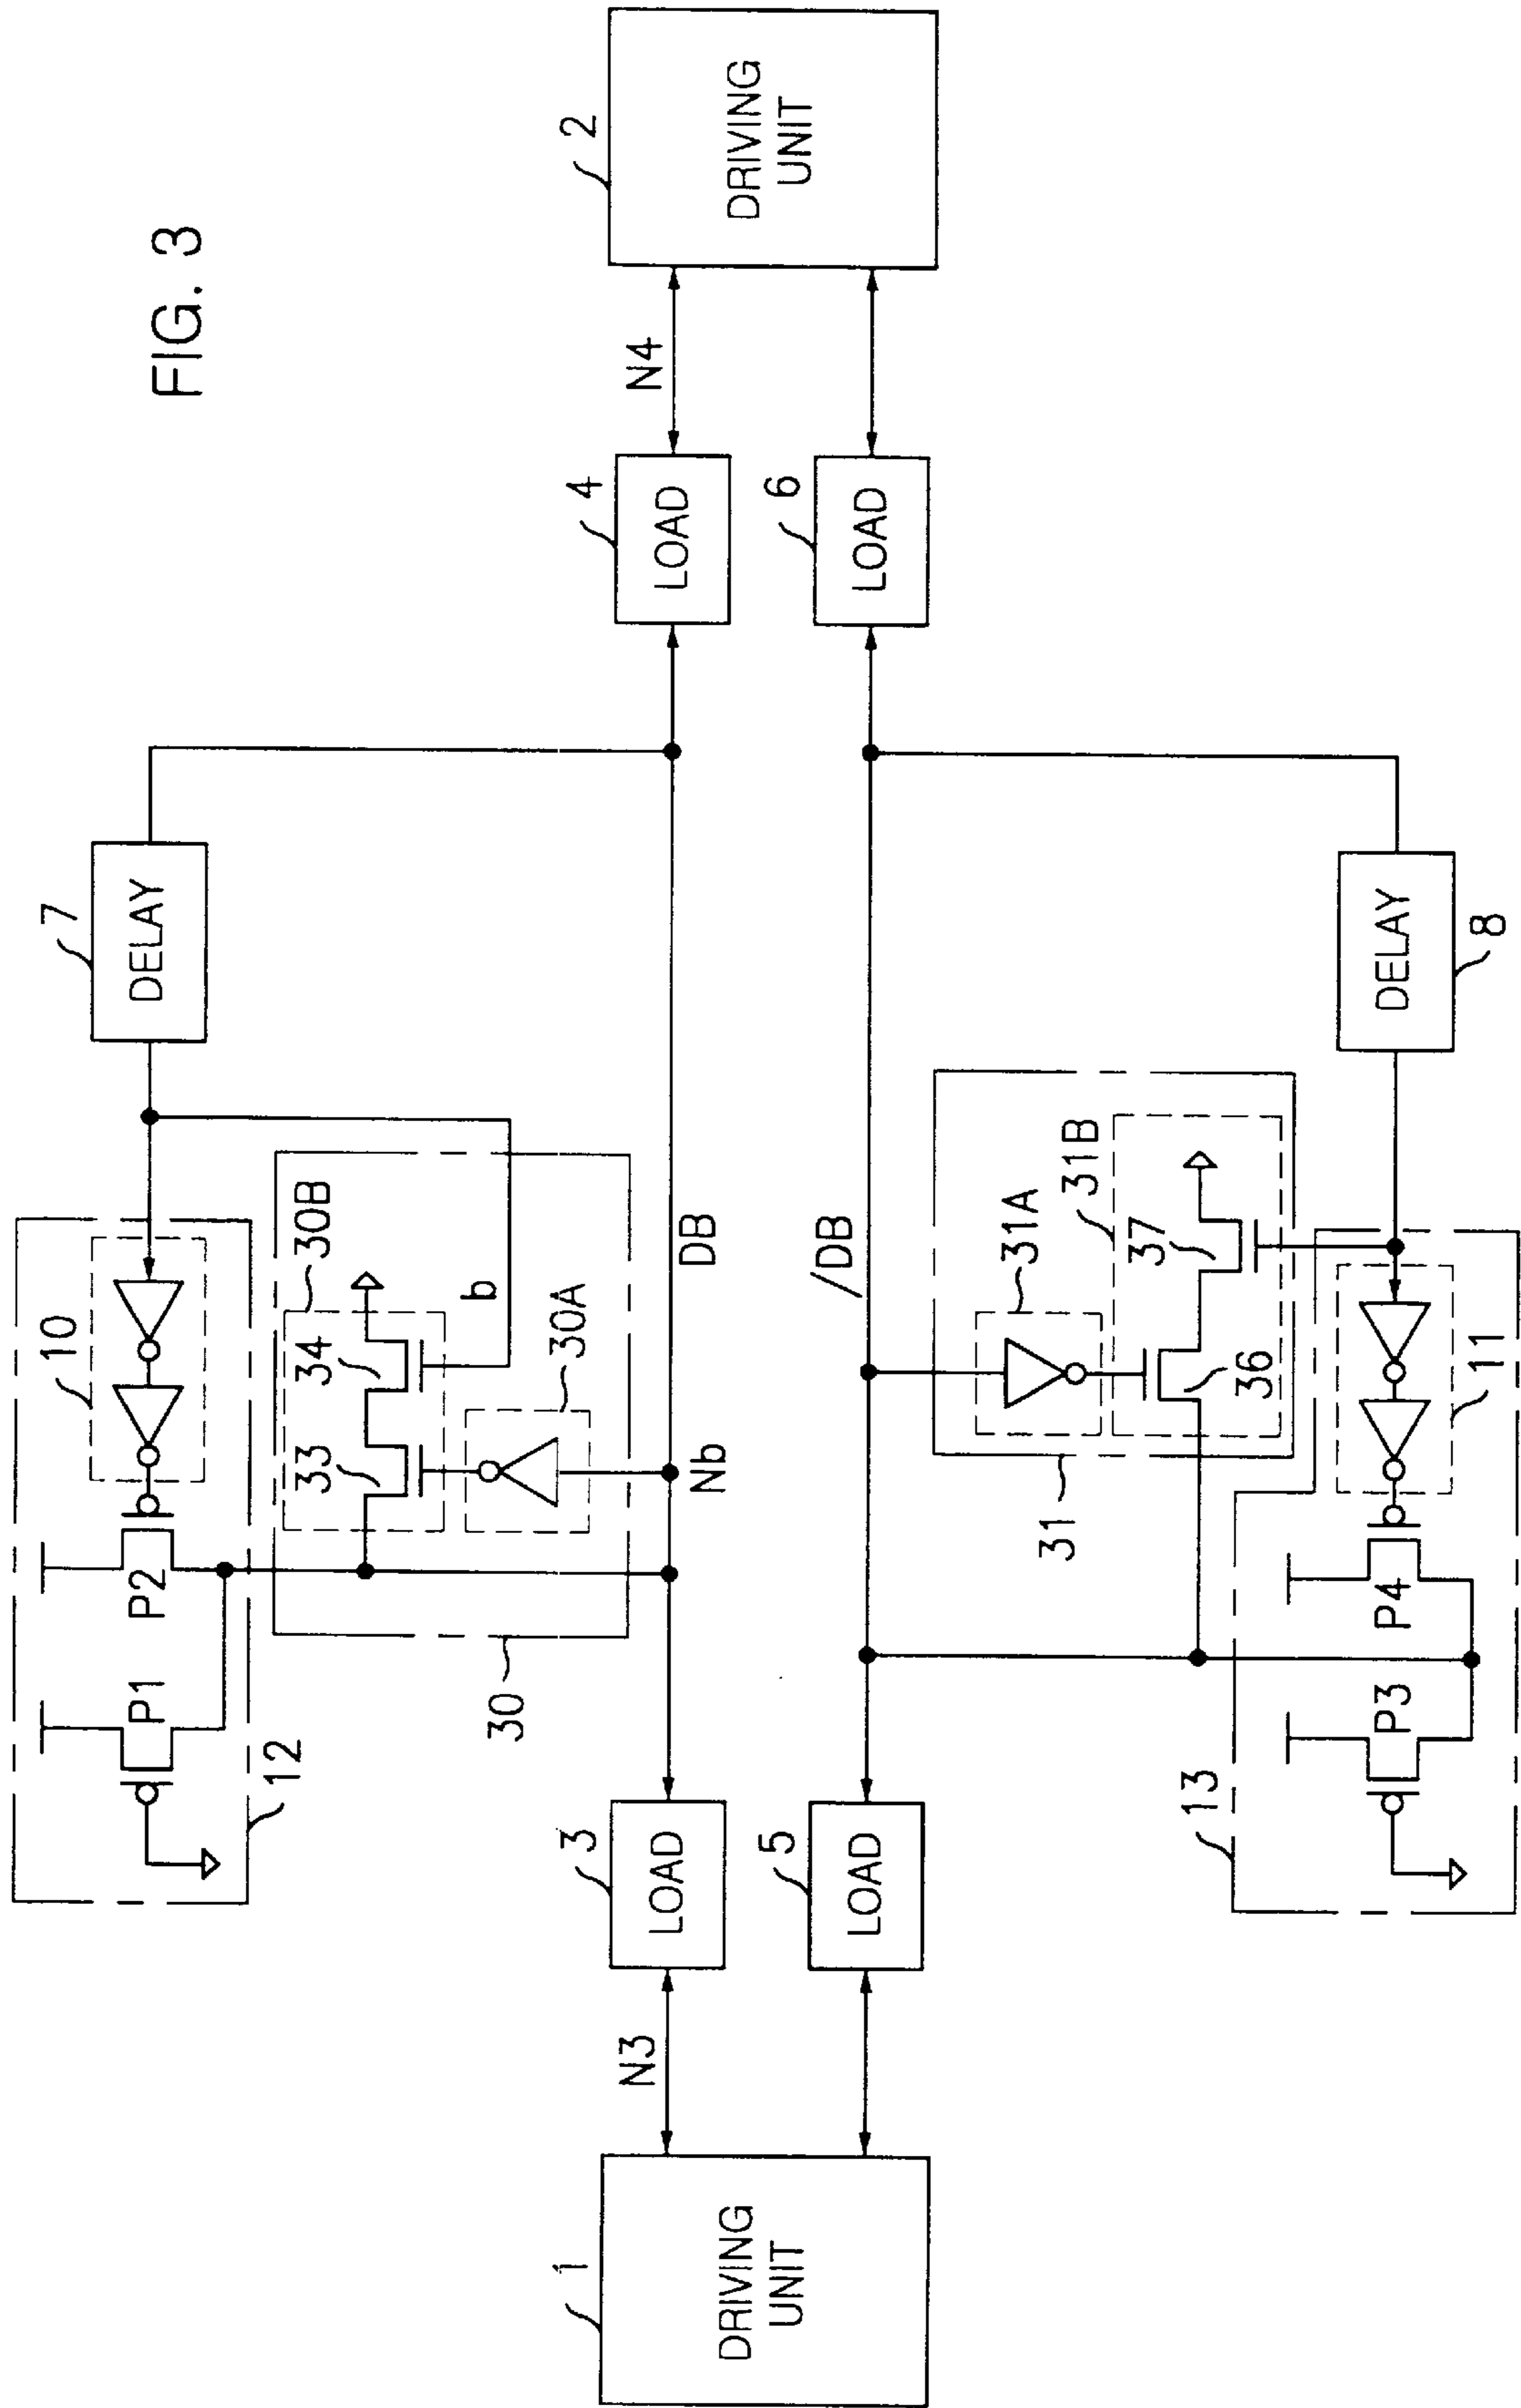 FIG. 3
1
DRIVING
UNIT
2
DRIVING
UNIT
N3
N4
3
LOAD
4
LOAD
5
LOAD
6
LOAD
7
DELAY
8
DELAY
10
12
P1
P2
30
30B
33
34
b
30A
Nb
DB
/DB
31
31A
31B
36
37
11
13
P3
P4